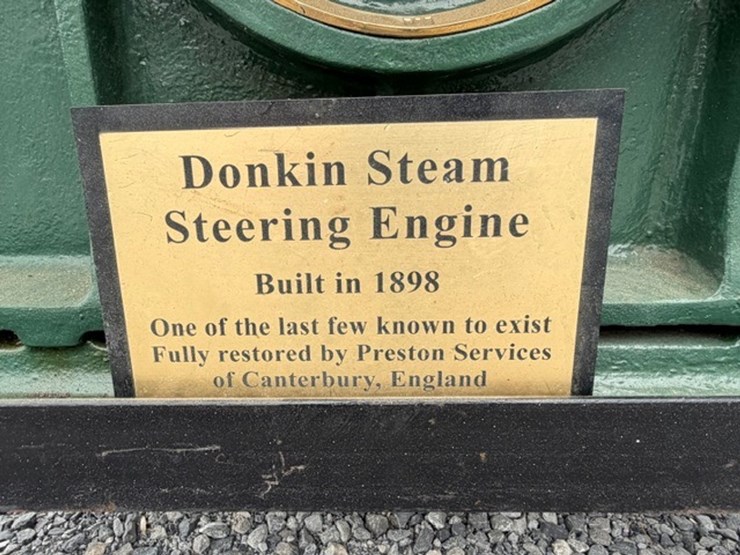 Donkin Steam
Steering Engine
Built in 1898
One of the last few known to exist
Fully restored by Preston Services
of Canterbury, England